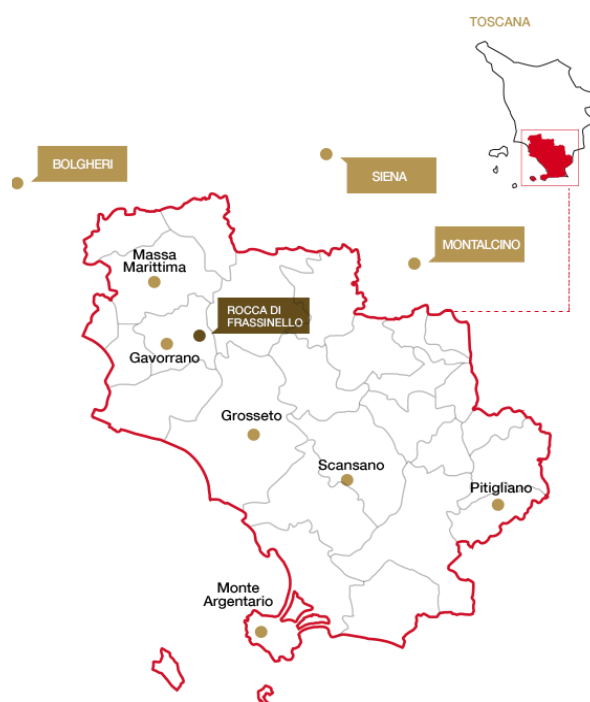 TOSCANA
BOLGHERI
SIENA
MONTALCINO
Massa
Marittima
ROCCA DI
FRASSINELLO
Gavorrano
Grosseto
Scansano
Pitigliano
Monte
Argentario